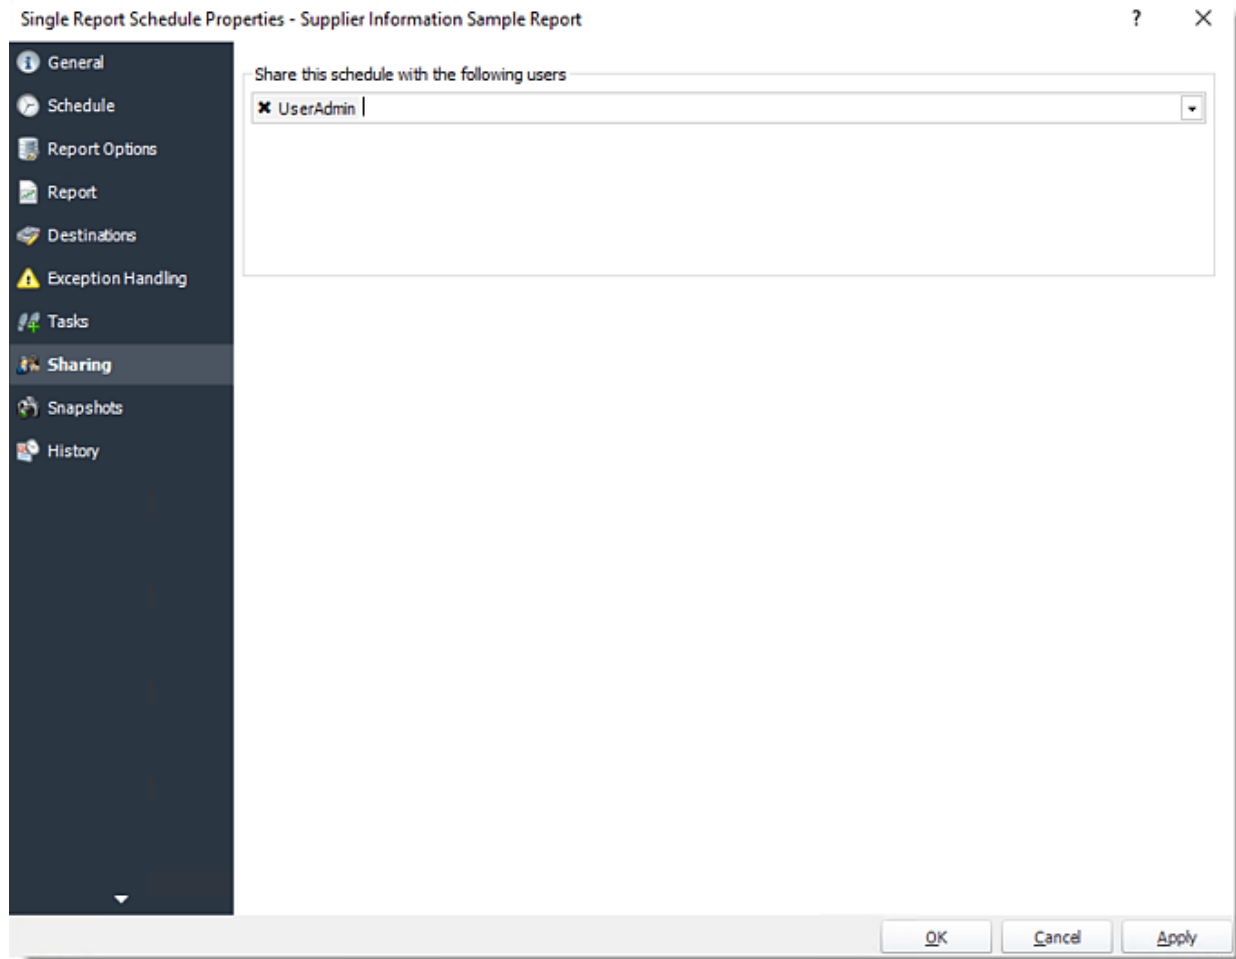 Single Report Schedule Properties - Supplier Information Sample Report ?
General
Schedule
Report Options
Report
Destinations
Exception Handling
Tasks
Sharing
Snapshots
History
Share this schedule with the following users
UserAdmin
OK Cancel Apply